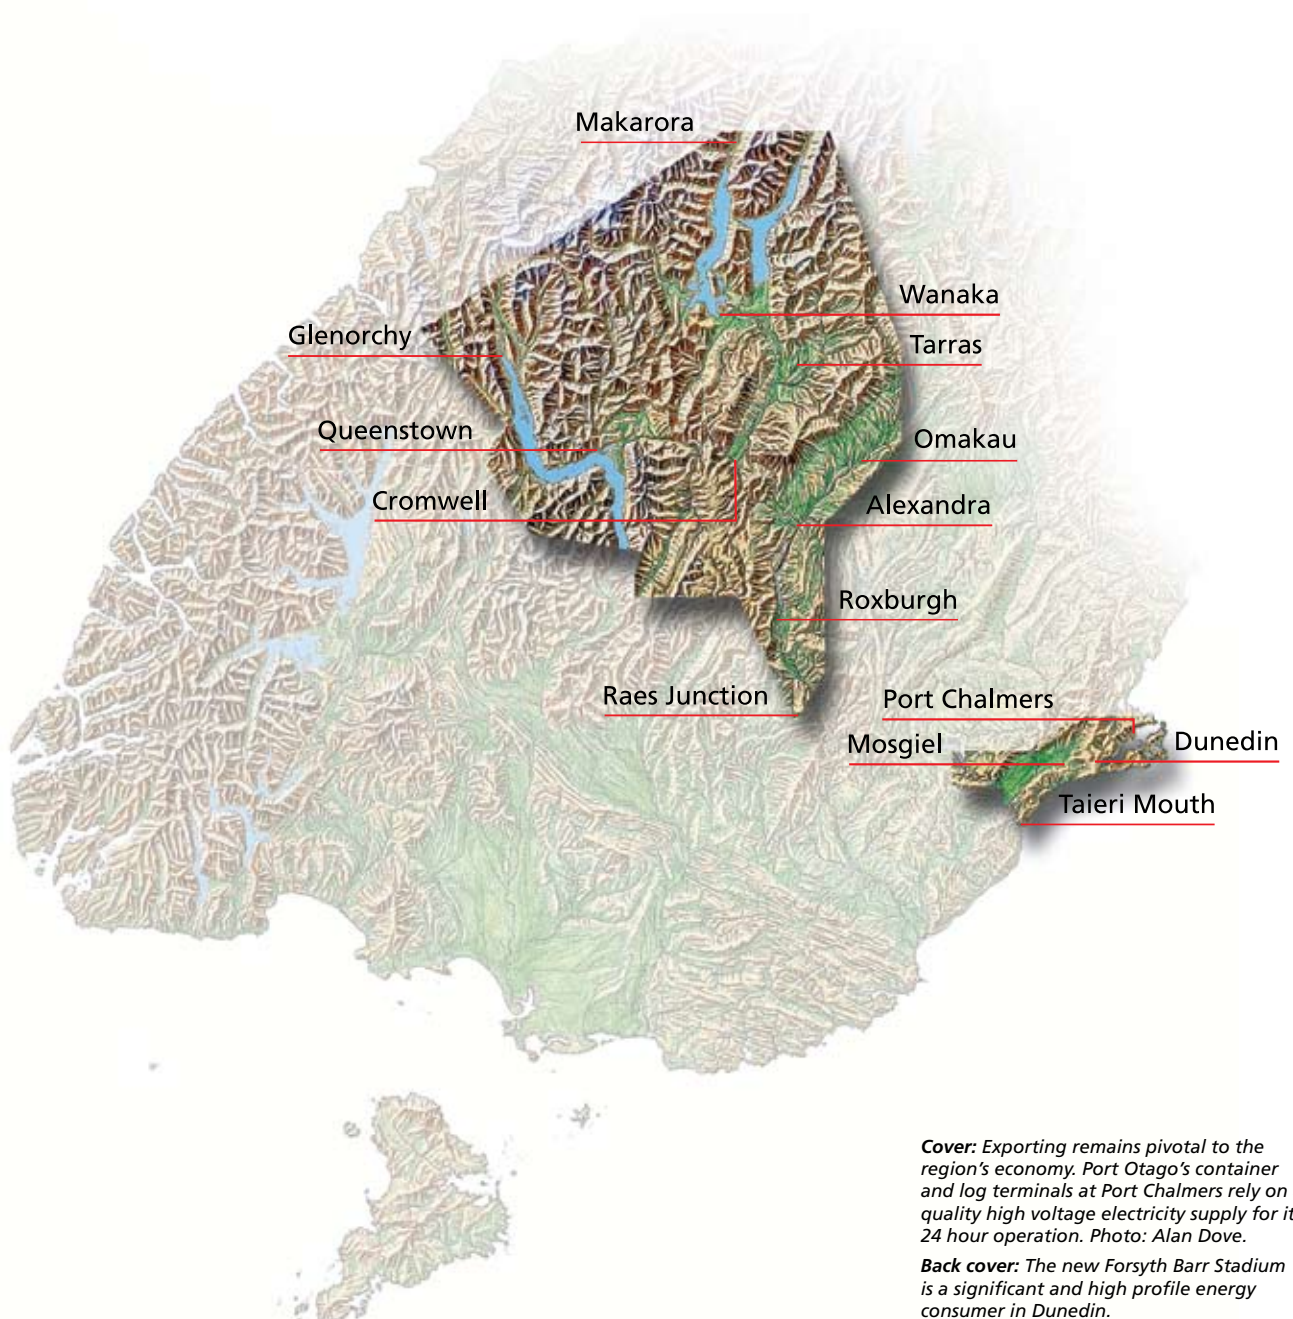 Makarora
Wanaka
Glenorchy
Tarras
Queenstown
Omakau
Cromwell
Alexandra
Roxburgh
Raes Junction
Port Chalmers
Mosgiel
Dunedin
Taieri Mouth
Cover: Exporting remains pivotal to the
region's economy. Port Otago's container
and log terminals at Port Chalmers rely on
quality high voltage electricity supply for it
24 hour operation. Photo: Alan Dove.
Back cover: The new Forsyth Barr Stadium
is a significant and high profile energy
consumer in Dunedin.